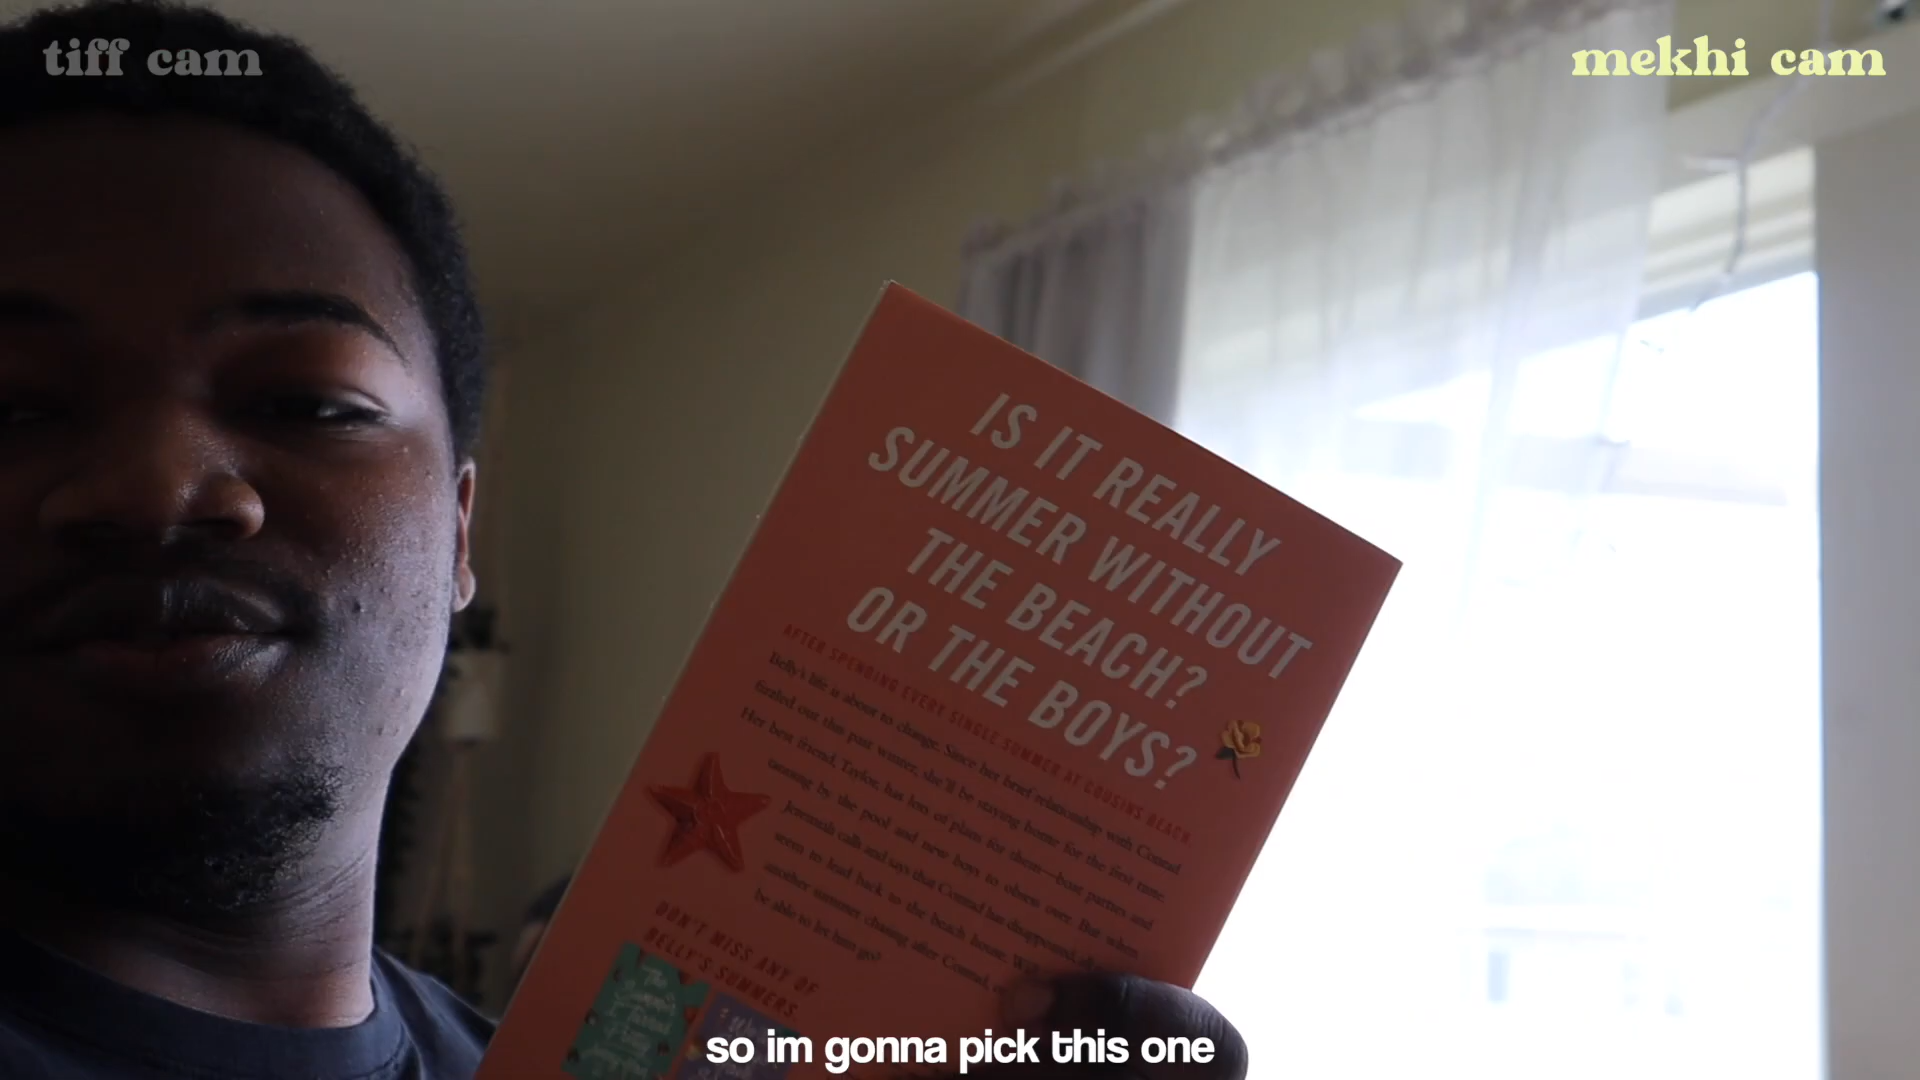 tiff cam
mekhi cam
IS IT REALLY
SUMMER WITHOUT
THE BEACH?
OR THE BOYS?
AFTER SPENDING EVERY SINGLE SUMMER AT COUSINS BEACH,
Belly's life is about to change. Since her brief relationship with Conrad
fizzled out this past winter, she'll be staying home for the first time.
Her best friend, Taylor, has lots of plans for them—boat parties and
tanning by the pool and new boys to obsess over. But when
Jeremiah calls and says that Conrad has disappeared, all
seem to lead back to the beach house.
another summer chasing after Conrad,
be able to let him go?
DON'T MISS ANY OF
BELLY'S SUMMERS.
The
Summer
I Turned
Pretty
so im gonna pick this one